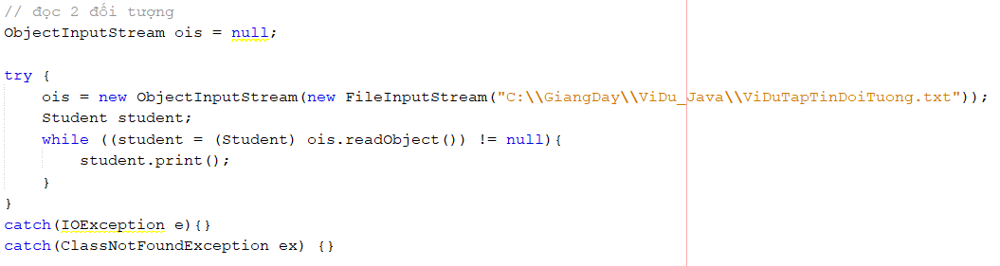 // đọc 2 đối tượng
ObjectInputStream ois = null;
try {
ois = new ObjectInputStream(new FileInputStream("C:\\GiangDay\\ViDu_Java\\ViDuTapTinDoiTuong.txt"));
Student student;
while ((student = (Student) ois.readObject()) != null){
student.print();
}
}
catch(IOException e){}
catch(ClassNotFoundException ex) {}